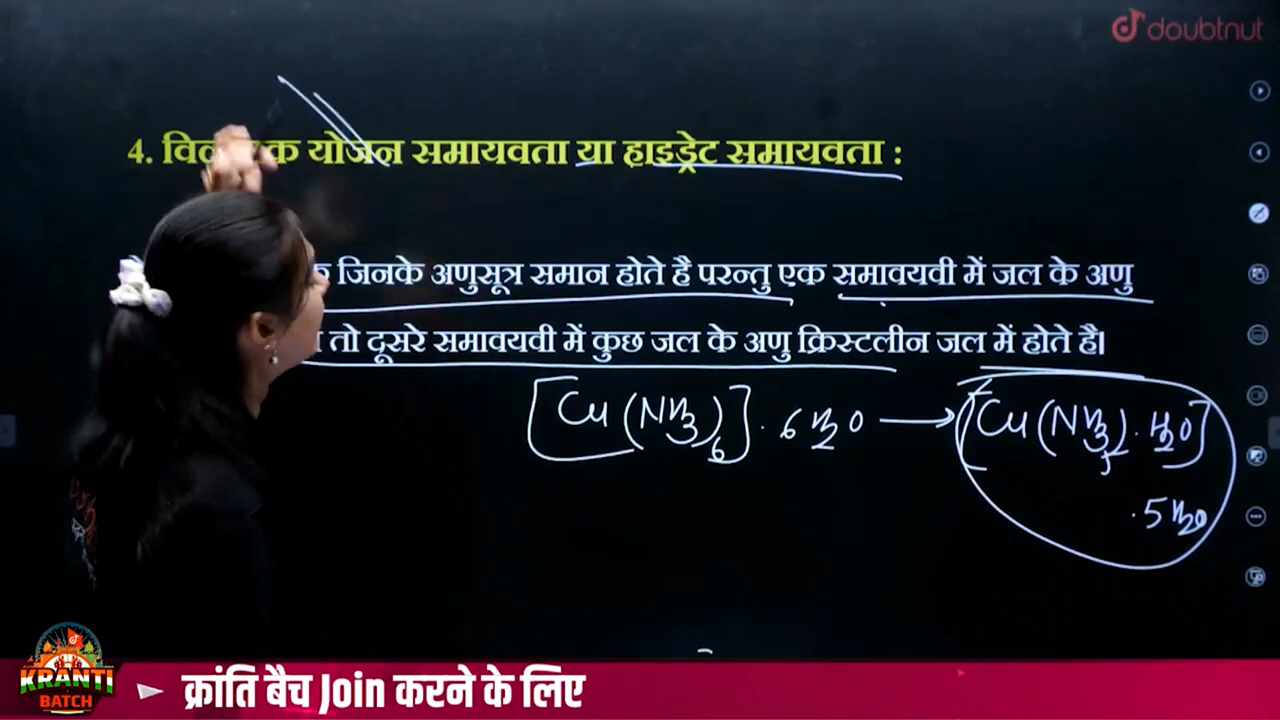 doubtnut
4. योजन समायवता या हाइड्रेट समायवता :
जिनके अणुसूत्र समान होते है परन्तु एक समावयवी में जल के अणु
तो दूसरे समावयवी में कुछ जल के अणु क्रिस्टलीन जल में होते है।
[Cu(NH3)6].6H2O → [Cu(NH3)5.H2O]
.5H2O
KRANTI
BATCH
क्रांति बैच Join करने के लिए